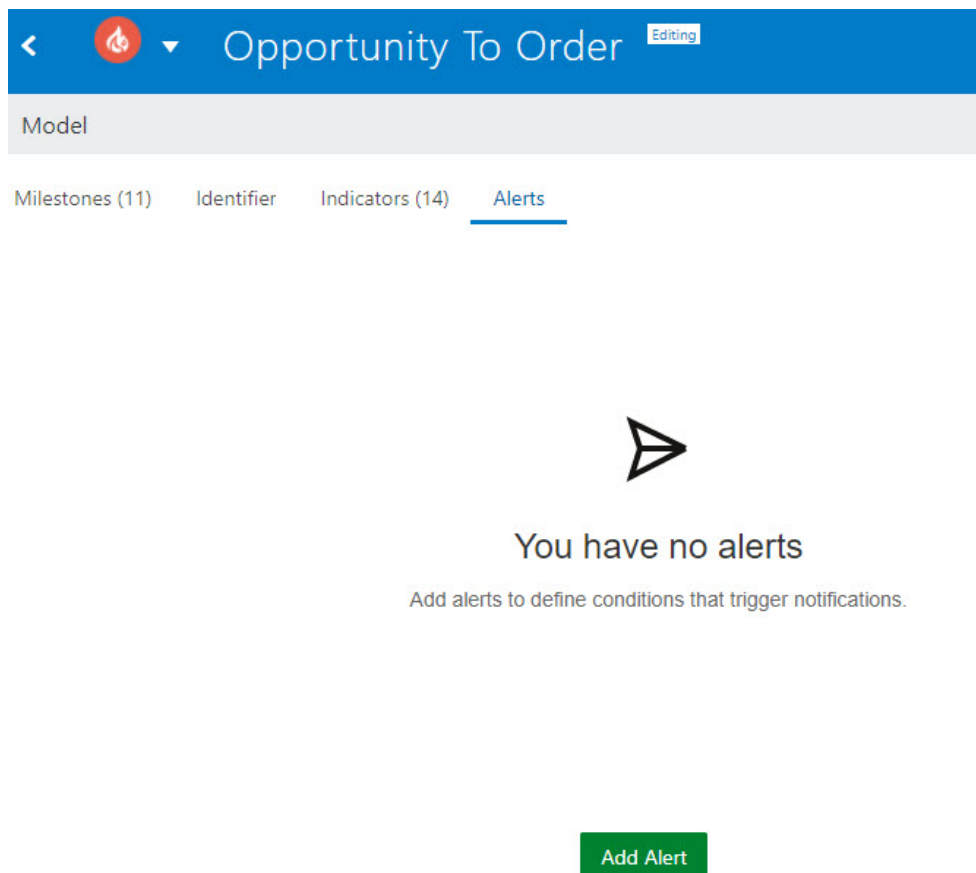 Opportunity To Order Editing
Model
Milestones (11) Identifier Indicators (14) Alerts
You have no alerts
Add alerts to define conditions that trigger notifications.
Add Alert